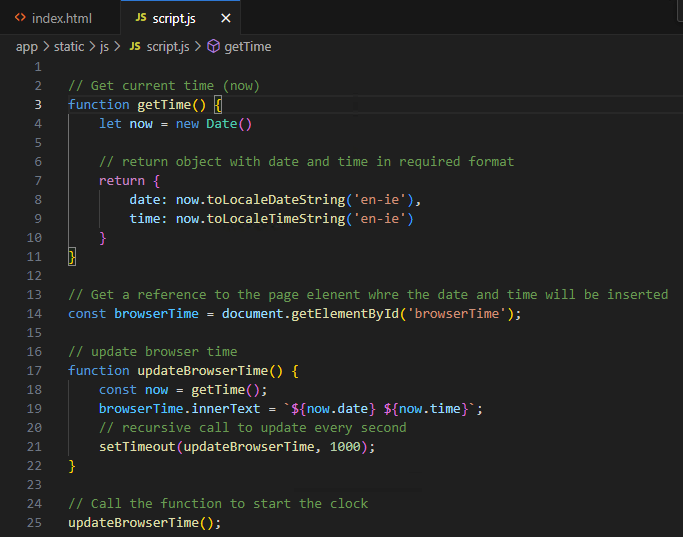 index.html JS script.js ×
app > static > js > JS script.js > getTime
1
2 // Get current time (now)
3 function getTime() {
4     let now = new Date()
5
6     // return object with date and time in required format
7     return {
8         date: now.toLocaleDateString('en-ie'),
9         time: now.toLocaleTimeString('en-ie')
10     }
11 }
12
13 // Get a reference to the page elenent whre the date and time will be inserted
14 const browserTime = document.getElementById('browserTime');
15
16 // update browser time
17 function updateBrowserTime() {
18     const now = getTime();
19     browserTime.innerText = `${now.date} ${now.time}`;
20     // recursive call to update every second
21     setTimeout(updateBrowserTime, 1000);
22 }
23
24 // Call the function to start the clock
25 updateBrowserTime();